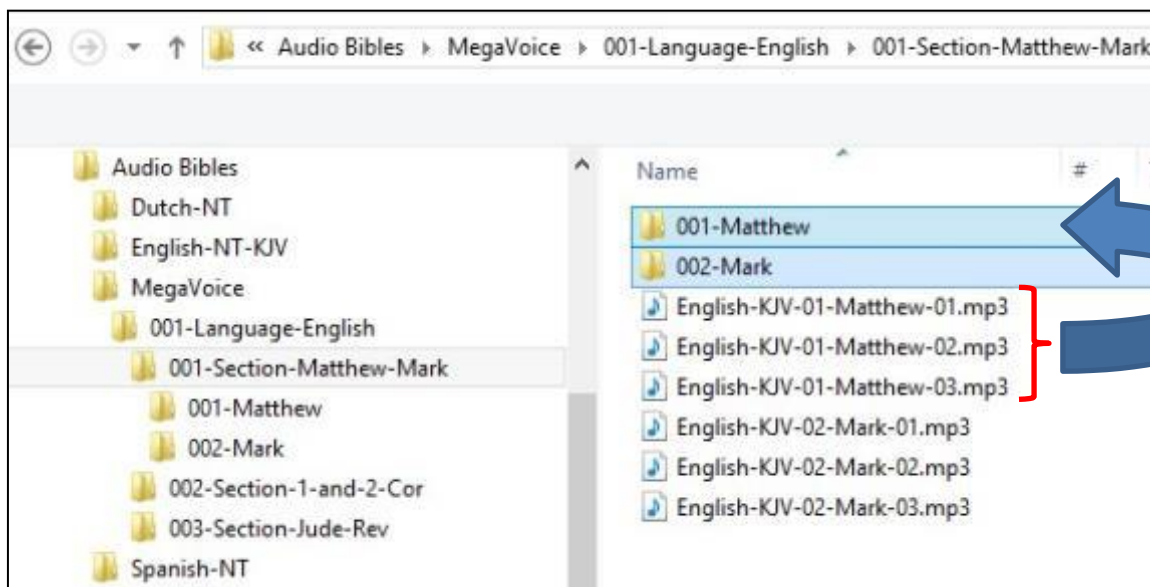 « Audio Bibles MegaVoice 001-Language-English 001-Section-Matthew-Mark
Audio Bibles
Dutch-NT
English-NT-KJV
MegaVoice
001-Language-English
001-Section-Matthew-Mark
001-Matthew
002-Mark
002-Section-1-and-2-Cor
003-Section-Jude-Rev
Spanish-NT
Name #
001-Matthew
002-Mark
English-KJV-01-Matthew-01.mp3
English-KJV-01-Matthew-02.mp3
English-KJV-01-Matthew-03.mp3
English-KJV-02-Mark-01.mp3
English-KJV-02-Mark-02.mp3
English-KJV-02-Mark-03.mp3